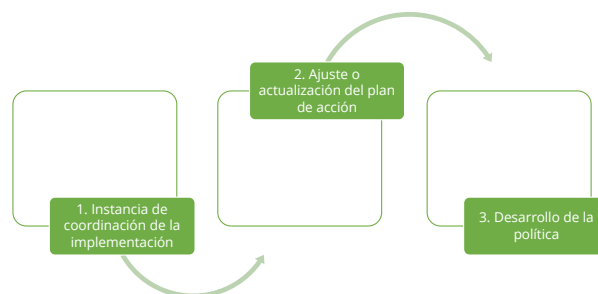 1. Instancia de
coordinación de la
implementación
2. Ajuste o
actualización del plan
de acción
3. Desarrollo de la
política